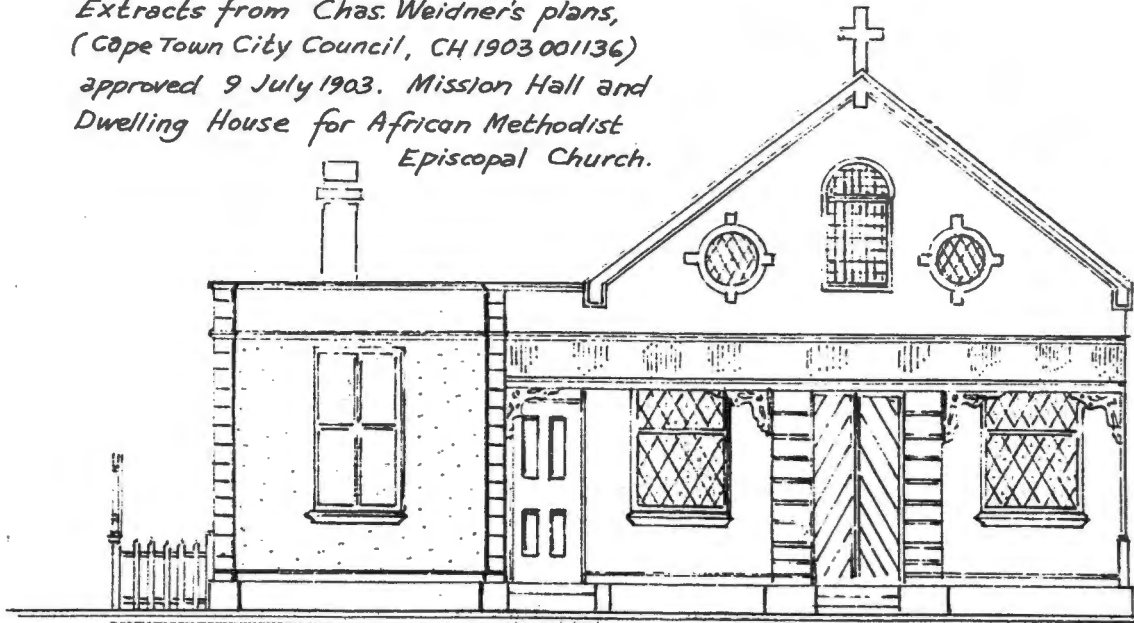 Extracts from Chas. Weidner's plans,
(Cape Town City Council, CH 1903 001136)
approved 9 July 1903. Mission Hall and
Dwelling House for African Methodist
Episcopal Church.